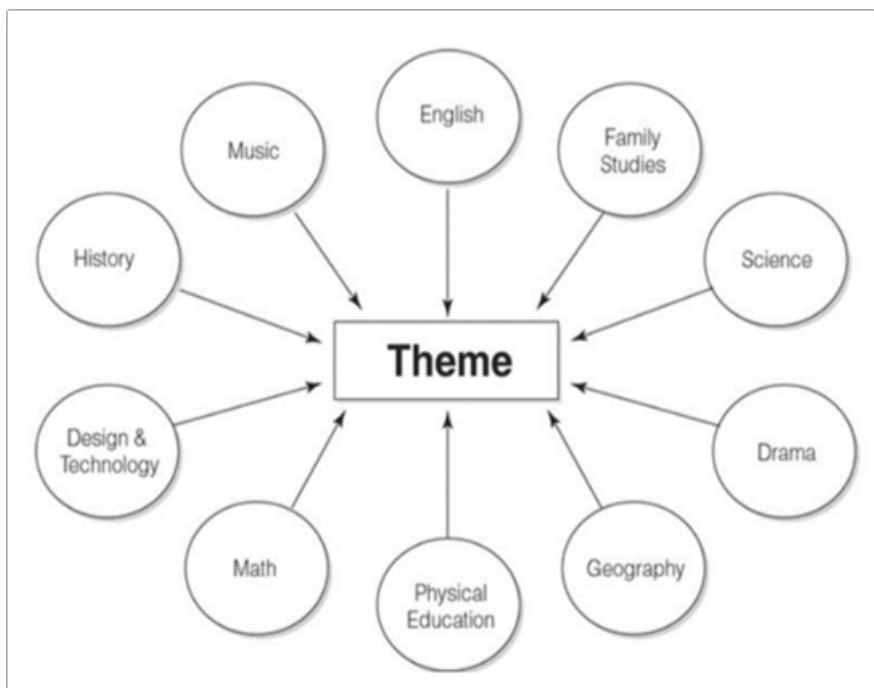 English
Music
Family
Studies
History
Science
Theme
Design &
Technology
Drama
Math
Physical
Education
Geography